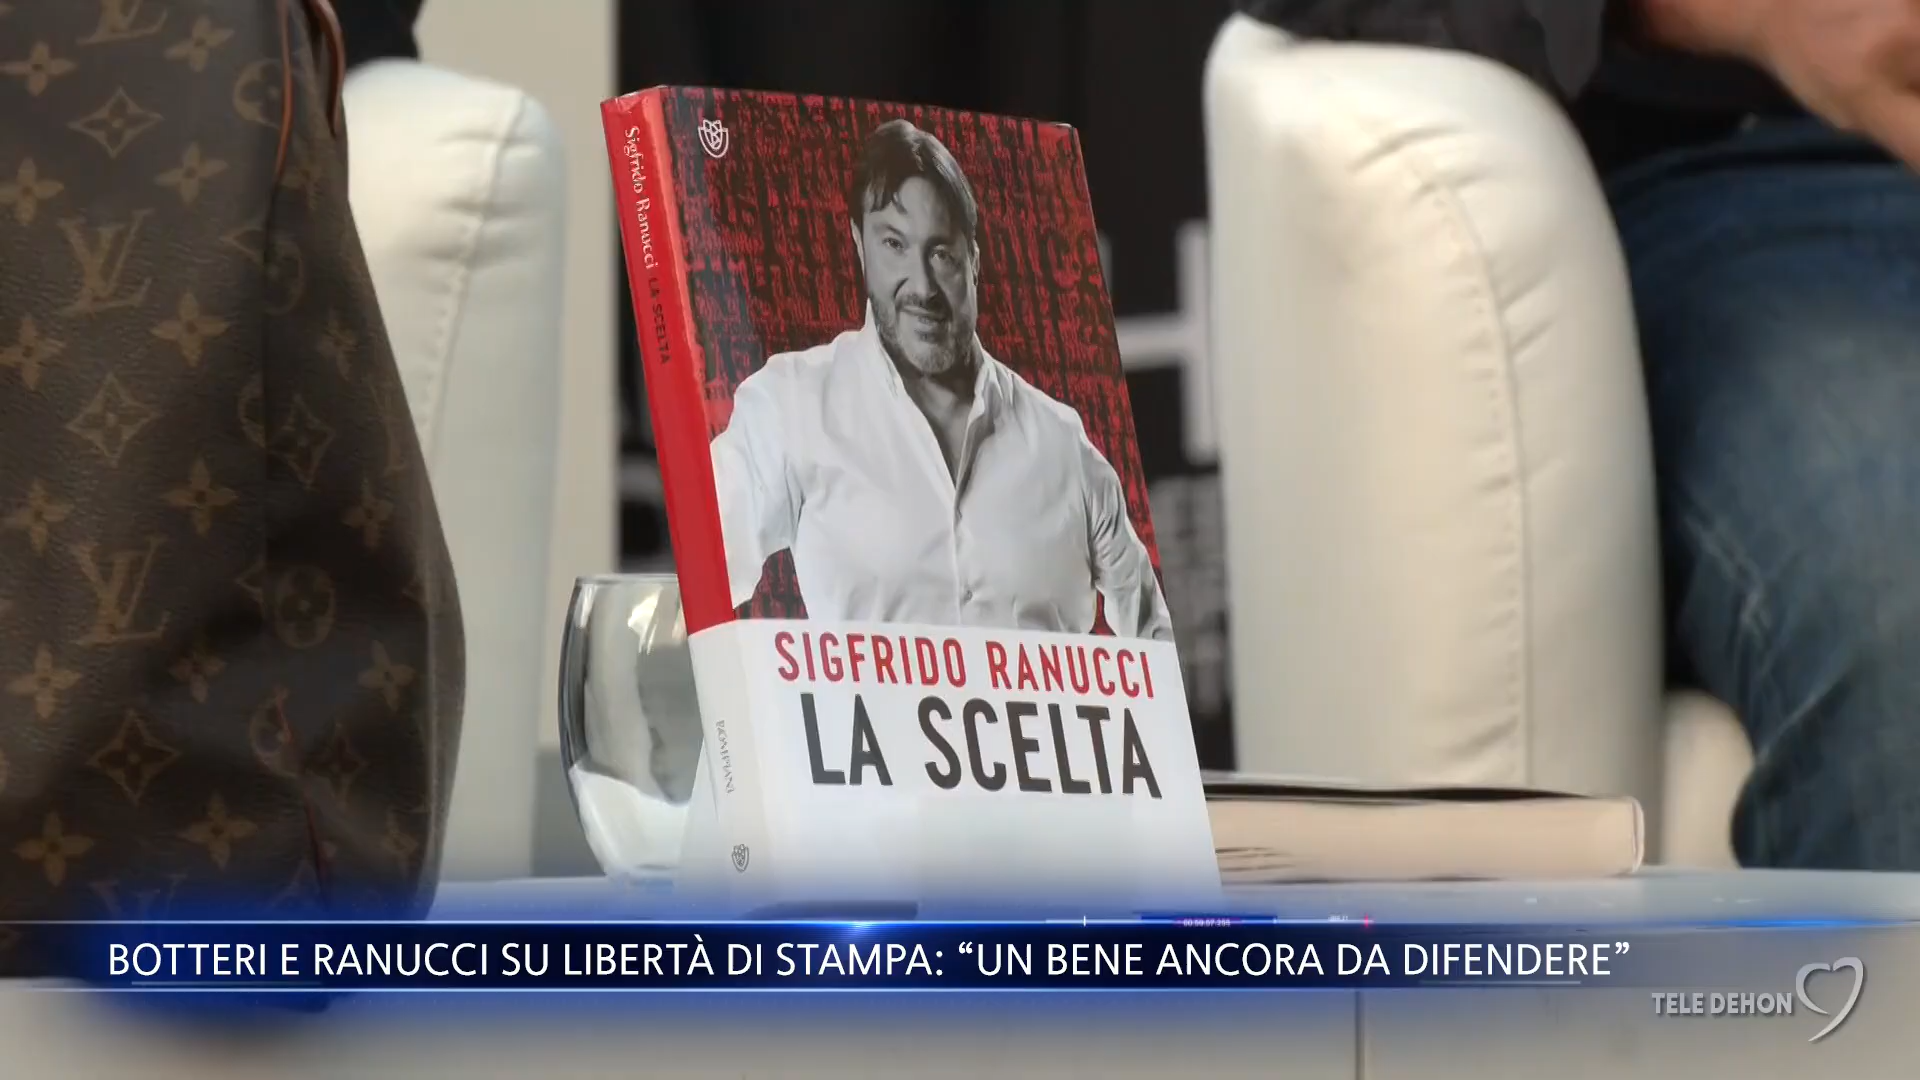 Sigfrido Ranucci LA SCELTA
SIGFRIDO RANUCCI
LA SCELTA
BOMPIANI
BOTTERI E RANUCCI SU LIBERTÀ DI STAMPA: “UN BENE ANCORA DA DIFENDERE”
TELE DEHON